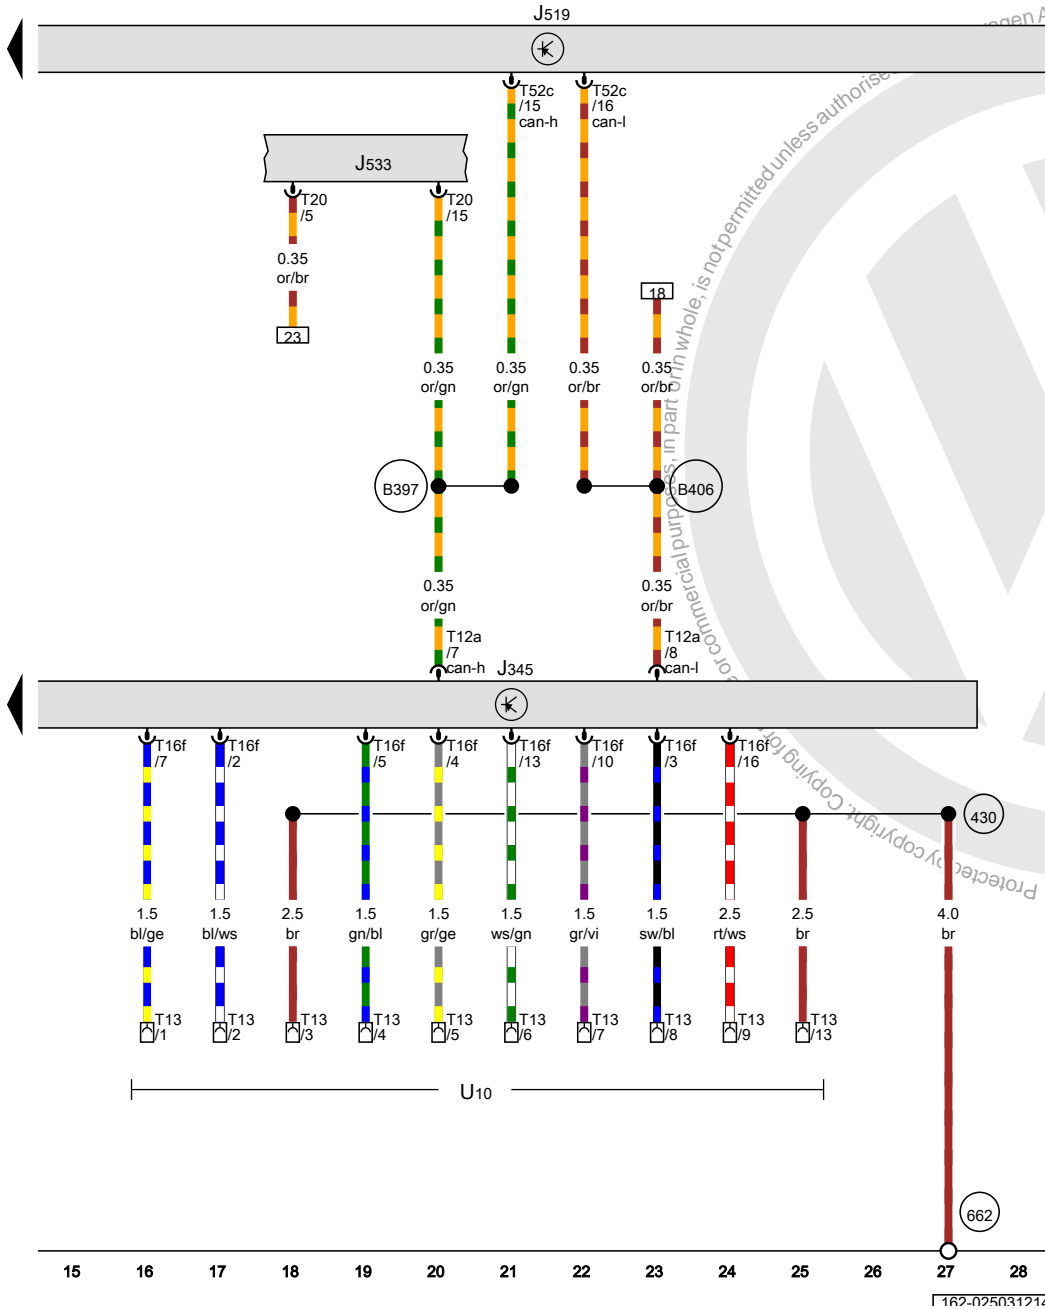 J519
T52c
/15
can-h
T52c
/16
can-l
J533
T20
/5
T20
/15
0.35
or/br
23
18
0.35
or/gn
0.35
or/gn
0.35
or/br
0.35
or/br
B397
B406
0.35
or/gn
0.35
or/br
T12a
/7
can-h
T12a
/8
can-l
J345
T16f
/7
T16f
/2
T16f
/5
T16f
/4
T16f
/13
T16f
/10
T16f
/3
T16f
/16
430
1.5
bl/ge
1.5
bl/ws
2.5
br
1.5
gn/bl
1.5
gr/ge
1.5
ws/gn
1.5
gr/vi
1.5
sw/bl
2.5
rt/ws
2.5
br
4.0
br
T13
/1
T13
/2
T13
/3
T13
/4
T13
/5
T13
/6
T13
/7
T13
/8
T13
/9
T13
/13
U10
662
15 16 17 18 19 20 21 22 23 24 25 26 27 28
162-025031214
Protected by copyright. Copying for
or commercial purposes, in part or in whole, is not permitted unless authorise